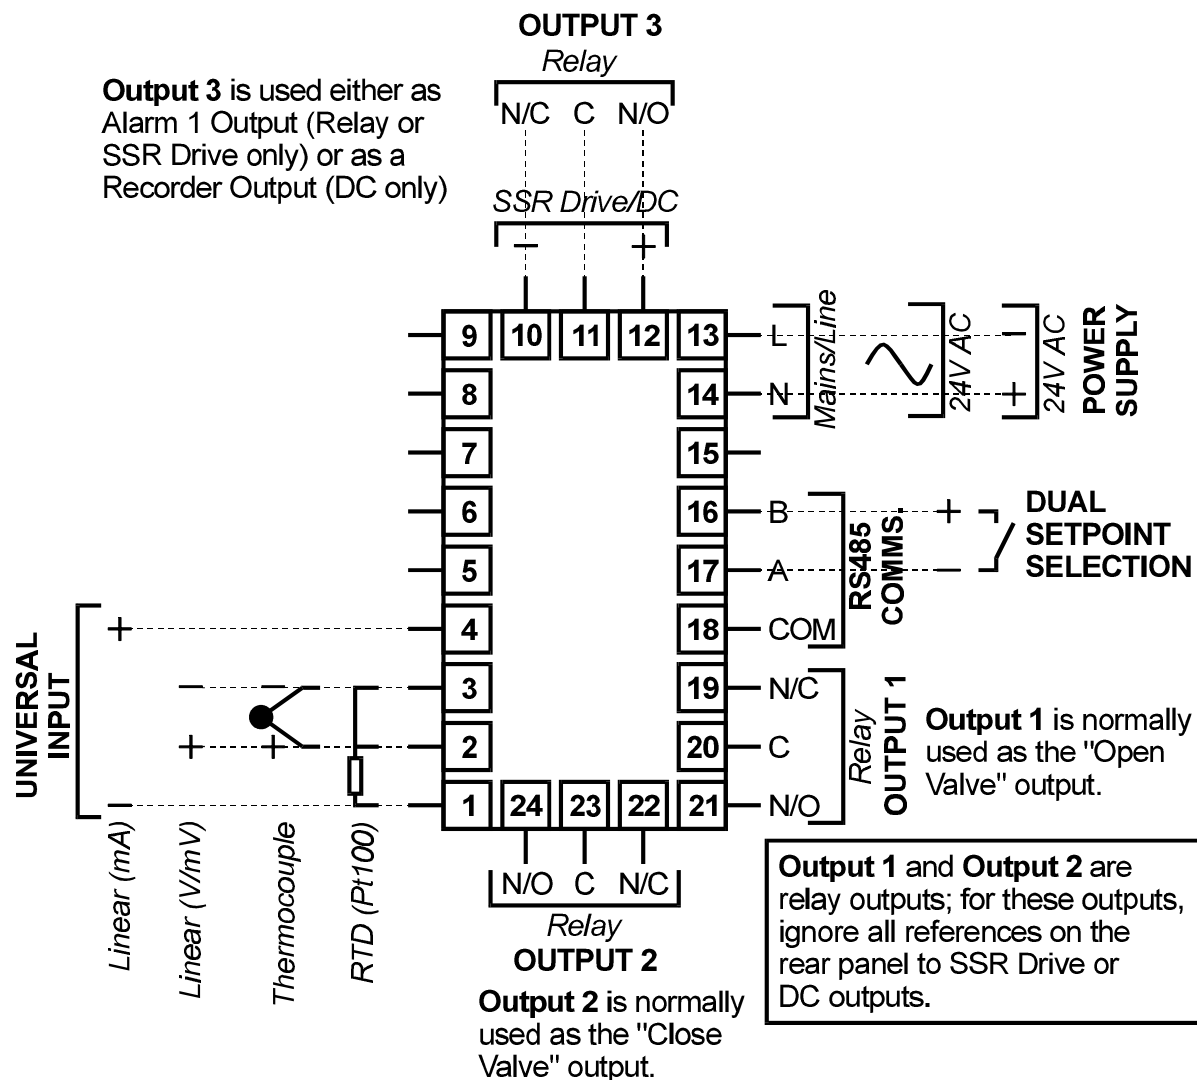 OUTPUT 3
Relay
Output 3 is used either as
Alarm 1 Output (Relay or
SSR Drive only) or as a
Recorder Output (DC only)
N/C C N/O
SSR Drive/DC
− +
9 10 11 12 13
8 14
7 15
6 16
5 17
4 18
3 19
2 20
1 24 23 22 21
L
N
Mains/Line
24V AC
−
+
24V AC
POWER
SUPPLY
B
A
COM
RS485
COMMS.
+
−
DUAL
SETPOINT
SELECTION
UNIVERSAL
INPUT
+
− −
+ +
−
Linear (mA)
Linear (V/mV)
Thermocouple
RTD (Pt100)
N/C
C
N/O
Relay
OUTPUT 1
Output 1 is normally
used as the "Open
Valve" output.
N/O C N/C
Relay
OUTPUT 2
Output 2 is normally
used as the "Close
Valve" output.
Output 1 and Output 2 are
relay outputs; for these outputs,
ignore all references on the
rear panel to SSR Drive or
DC outputs.